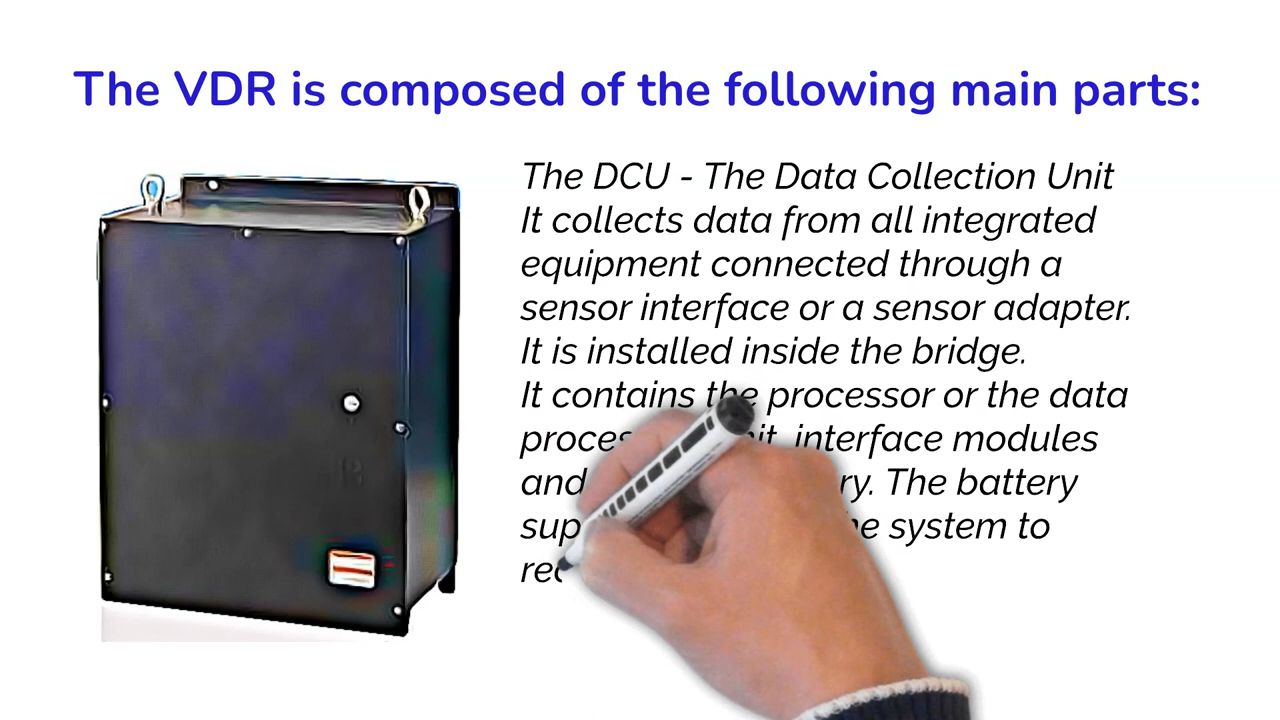 The VDR is composed of the following main parts:
The DCU - The Data Collection Unit
It collects data from all integrated
equipment connected through a
sensor interface or a sensor adapter.
It is installed inside the bridge.
It contains the processor or the data
interface modules
and The battery
the system to